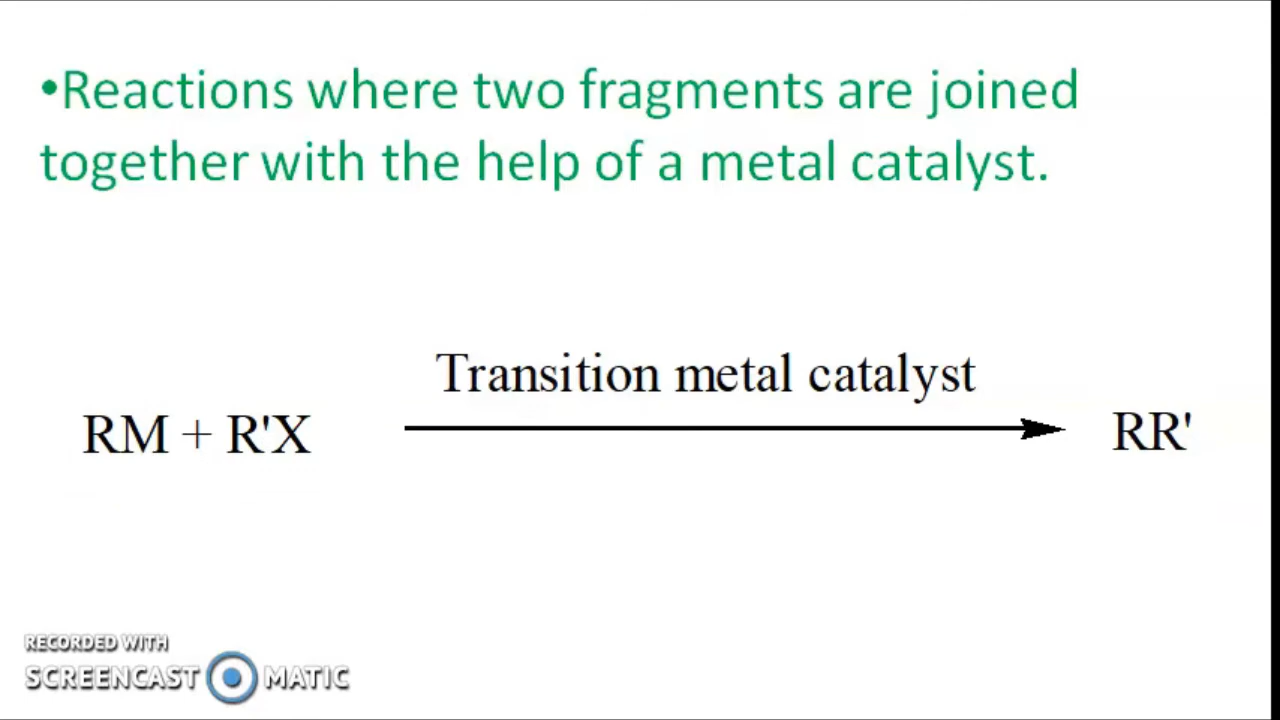 •Reactions where two fragments are joined
together with the help of a metal catalyst.
Transition metal catalyst
RM + R'X
RR'
RECORDED WITH
SCREENCAST MATIC